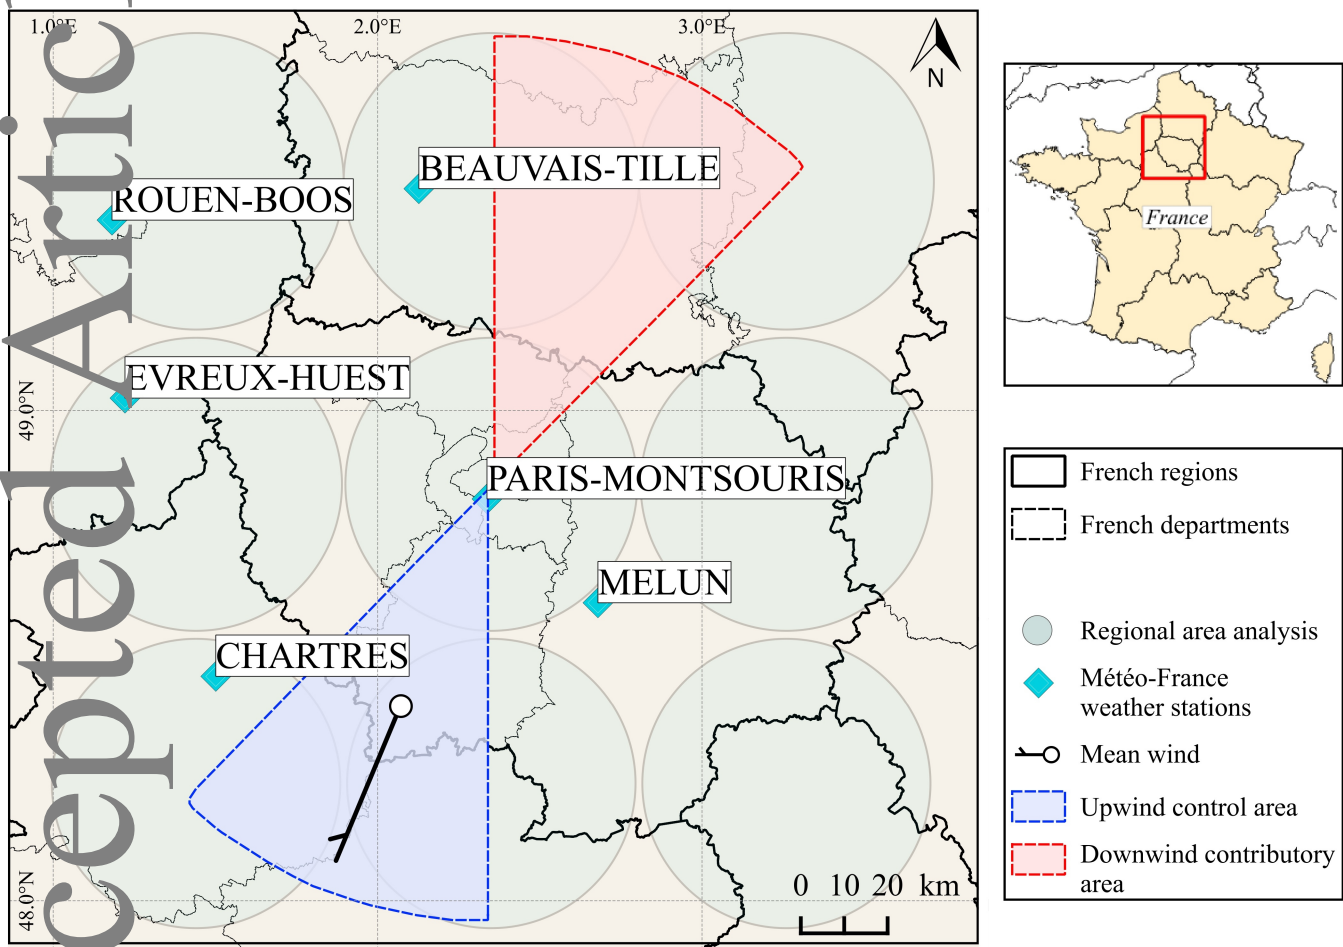 1.0°E 2.0°E 3.0°E
N
BEAUVAIS-TILLE
ROUEN-BOOS
EVREUX-HUEST
49.0°N
PARIS-MONTSOURIS
MELUN
CHARTRES
48.0°N
0 10 20 km
cepted Artic
France
French regions
French departments
Regional area analysis
Météo-France
weather stations
Mean wind
Upwind control area
Downwind contributory
area